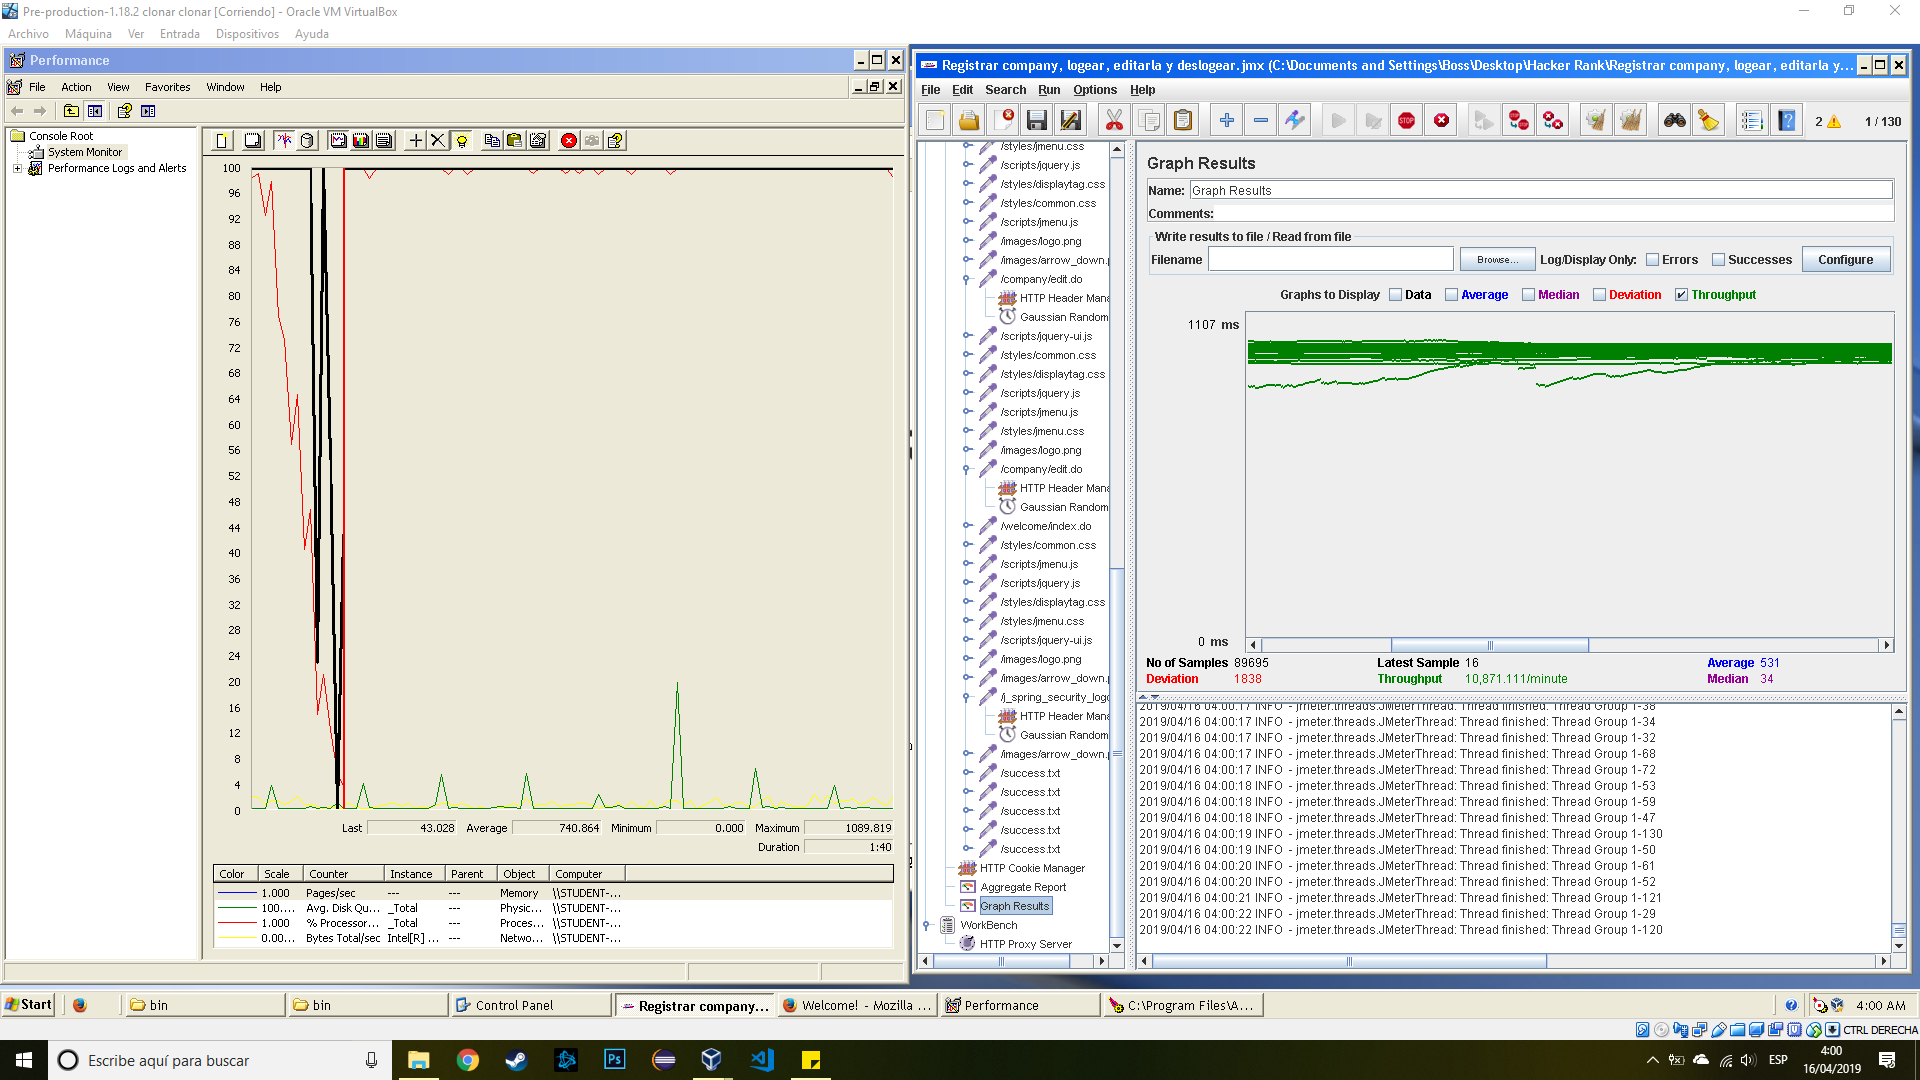 Pre-production-1.18.2 clonar clonar [Corriendo] - Oracle VM VirtualBox
Archivo Máquina Ver Entrada Dispositivos Ayuda
Performance
File Action View Favorites Window Help
Console Root
System Monitor
Performance Logs and Alerts
100
96
92
88
84
80
76
72
68
64
60
56
52
48
44
40
36
32
28
24
20
16
12
8
4
0
Last 43.028 Average 740.864 Minimum 0.000 Maximum 1089.819
Duration 1:40
Color Scale Counter Instance Parent Object Computer
1.000 Pages/sec --- --- Memory \\STUDENT-...
100.... Avg. Disk Qu... _Total --- Physic... \\STUDENT-...
1.000 % Processor... _Total --- Proces... \\STUDENT-...
0.00... Bytes Total/sec Intel[R] ... --- Netwo... \\STUDENT-...
Registrar company, logear, editarla y deslogear.jmx (C:\Documents and Settings\Boss\Desktop\Hacker Rank\Registrar company, logear, editarla y...
File Edit Search Run Options Help
STOP
2 1 / 130
/styles/jmenu.css
/scripts/jquery.js
/styles/displaytag.css
/styles/common.css
/scripts/jmenu.js
/images/logo.png
/images/arrow_down.p
/company/edit.do
HTTP Header Mana
Gaussian Random
/scripts/jquery-ui.js
/styles/common.css
/styles/displaytag.css
/scripts/jquery.js
/scripts/jmenu.js
/styles/jmenu.css
/images/logo.png
/company/edit.do
HTTP Header Mana
Gaussian Random
/welcome/index.do
/styles/common.css
/scripts/jmenu.js
/scripts/jquery.js
/styles/displaytag.css
/styles/jmenu.css
/scripts/jquery-ui.js
/images/logo.png
/images/arrow_down.p
/j_spring_security_logo
HTTP Header Mana
Gaussian Random
/images/arrow_down.p
/success.txt
/success.txt
/success.txt
/success.txt
/success.txt
HTTP Cookie Manager
Aggregate Report
Graph Results
WorkBench
HTTP Proxy Server
Graph Results
Name: Graph Results
Comments:
Write results to file / Read from file
Filename Browse... Log/Display Only: Errors Successes Configure
Graphs to Display Data Average Median Deviation Throughput
1107 ms
0 ms
No of Samples 89695 Latest Sample 16 Average 531
Deviation 1838 Throughput 10,871.111/minute Median 34
2019/04/16 04:00:17 INFO - jmeter.threads.JMeterThread: Thread finished: Thread Group 1-38
2019/04/16 04:00:17 INFO - jmeter.threads.JMeterThread: Thread finished: Thread Group 1-34
2019/04/16 04:00:17 INFO - jmeter.threads.JMeterThread: Thread finished: Thread Group 1-32
2019/04/16 04:00:17 INFO - jmeter.threads.JMeterThread: Thread finished: Thread Group 1-68
2019/04/16 04:00:17 INFO - jmeter.threads.JMeterThread: Thread finished: Thread Group 1-72
2019/04/16 04:00:18 INFO - jmeter.threads.JMeterThread: Thread finished: Thread Group 1-53
2019/04/16 04:00:18 INFO - jmeter.threads.JMeterThread: Thread finished: Thread Group 1-59
2019/04/16 04:00:18 INFO - jmeter.threads.JMeterThread: Thread finished: Thread Group 1-47
2019/04/16 04:00:19 INFO - jmeter.threads.JMeterThread: Thread finished: Thread Group 1-130
2019/04/16 04:00:19 INFO - jmeter.threads.JMeterThread: Thread finished: Thread Group 1-50
2019/04/16 04:00:20 INFO - jmeter.threads.JMeterThread: Thread finished: Thread Group 1-61
2019/04/16 04:00:20 INFO - jmeter.threads.JMeterThread: Thread finished: Thread Group 1-52
2019/04/16 04:00:21 INFO - jmeter.threads.JMeterThread: Thread finished: Thread Group 1-121
2019/04/16 04:00:22 INFO - jmeter.threads.JMeterThread: Thread finished: Thread Group 1-29
2019/04/16 04:00:22 INFO - jmeter.threads.JMeterThread: Thread finished: Thread Group 1-120
Start bin bin Control Panel Registrar company... Welcome! - Mozilla ... Performance C:\Program Files\A... 4:00 AM
CTRL DERECHA
Escribe aquí para buscar
Ps
ESP
4:00
16/04/2019